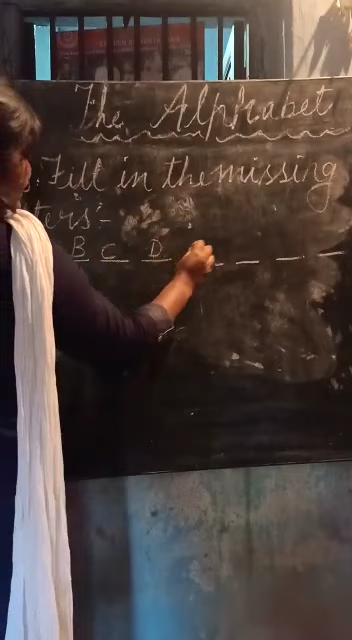 The Alphabet
Fill in the missing
ters:-
B C D _ _ _ _